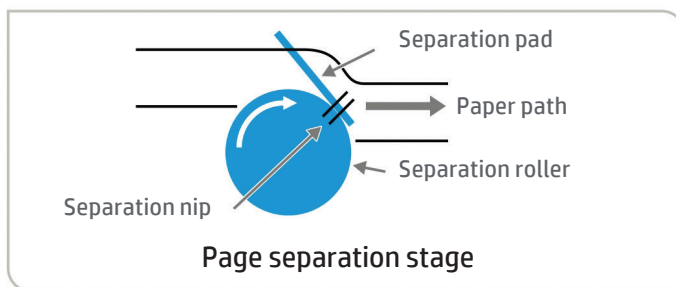 Separation pad
Paper path
Separation roller
Separation nip
Page separation stage